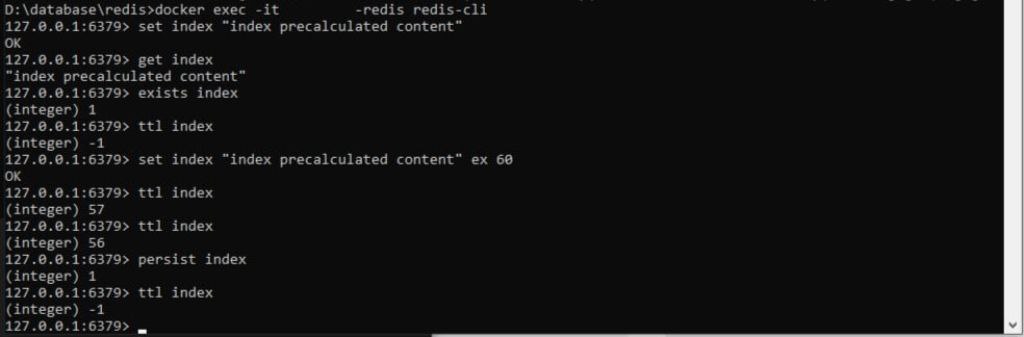 D:\database\redis>docker exec -it -redis redis-cli
127.0.0.1:6379> set index "index precalculated content"
OK
127.0.0.1:6379> get index
"index precalculated content"
127.0.0.1:6379> exists index
(integer) 1
127.0.0.1:6379> ttl index
(integer) -1
127.0.0.1:6379> set index "index precalculated content" ex 60
OK
127.0.0.1:6379> ttl index
(integer) 57
127.0.0.1:6379> ttl index
(integer) 56
127.0.0.1:6379> persist index
(integer) 1
127.0.0.1:6379> ttl index
(integer) -1
127.0.0.1:6379>